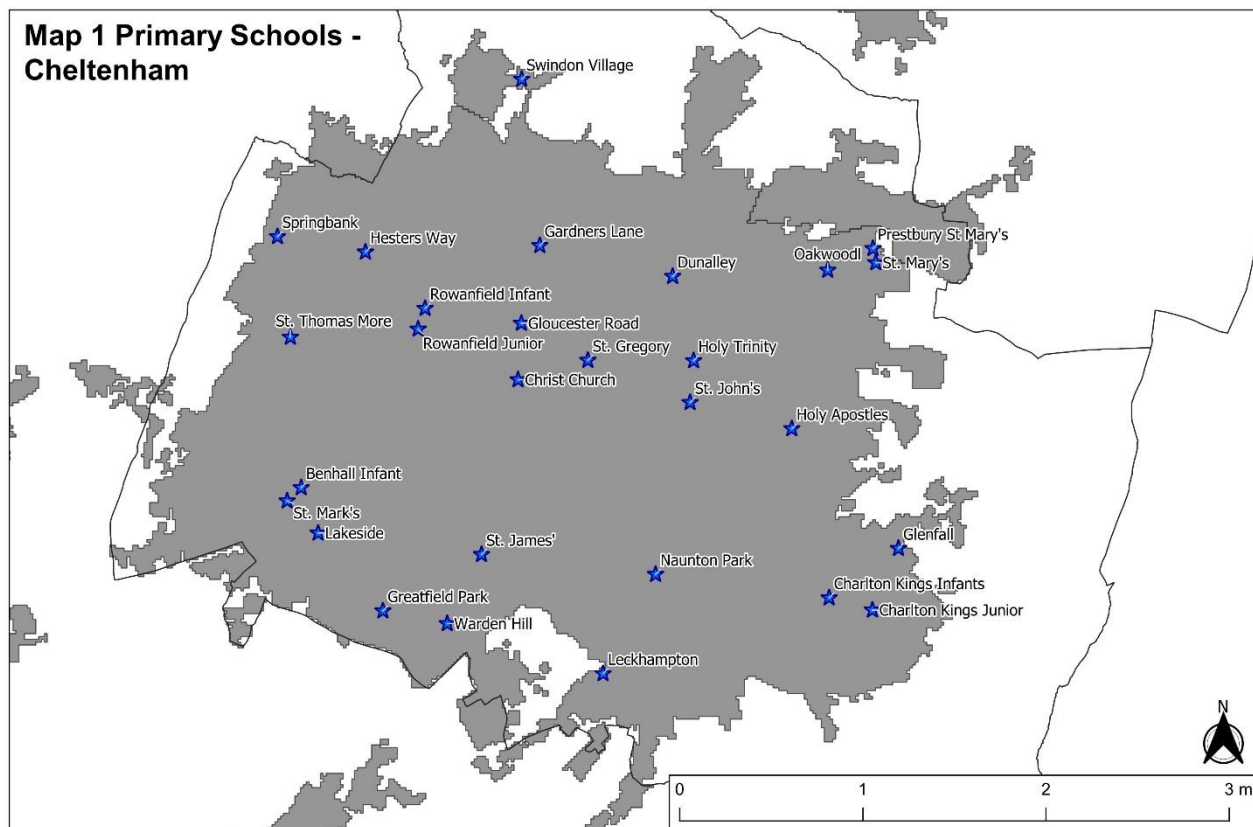 Map 1 Primary Schools -
Cheltenham
Swindon Village
Springbank
Hesters Way
Gardners Lane
Prestbury St Mary's
Oakwoodl
St. Mary's
Dunalley
Rowanfield Infant
St. Thomas More
Gloucester Road
Rowanfield Junior
St. Gregory
Holy Trinity
Christ Church
St. John's
Holy Apostles
Benhall Infant
St. Mark's
Lakeside
St. James'
Glenfall
Naunton Park
Charlton Kings Infants
Greatfield Park
Charlton Kings Junior
Warden Hill
Leckhampton
N
0 1 2 3 m